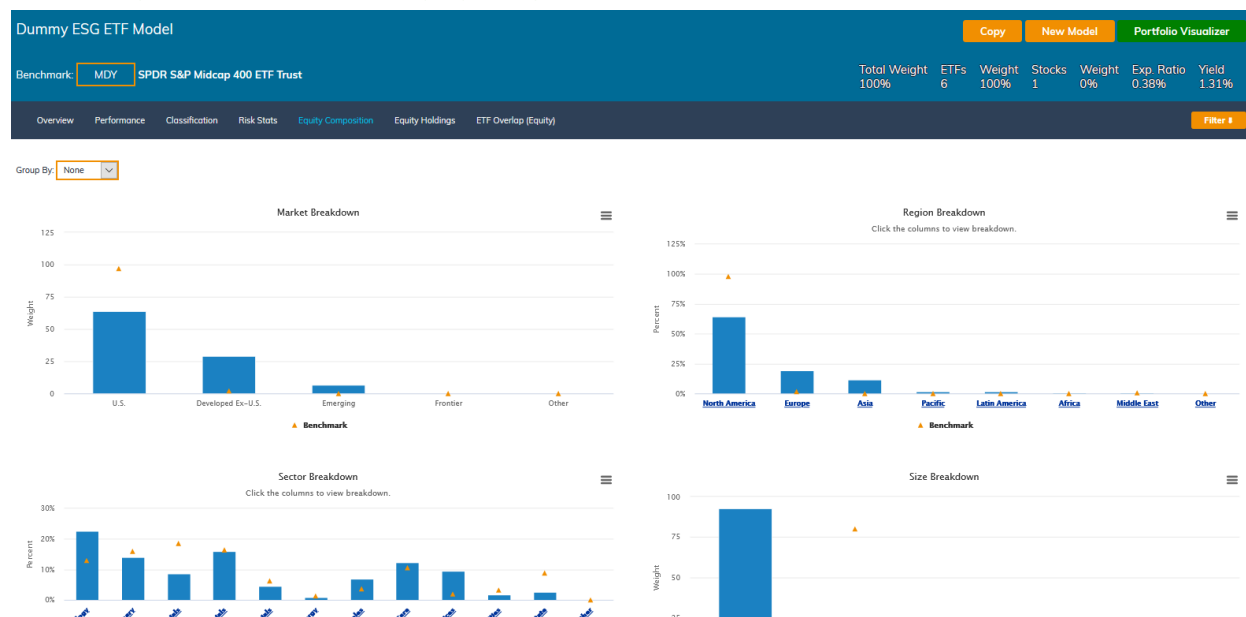 Dummy ESG ETF Model
Copy
New Model
Portfolio Visualizer
Benchmark: MDY SPDR S&P Midcap 400 ETF Trust
Total Weight ETFs Weight Stocks Weight Exp. Ratio Yield
100% 6 100% 1 0% 0.38% 1.31%
Overview Performance Classification Risk Stats Equity Composition Equity Holdings ETF Overlap (Equity)
Filter
Group By: None
Market Breakdown
125
100
75
50
25
0
Weight
U.S. Developed Ex-U.S. Emerging Frontier Other
Benchmark
Region Breakdown
Click the columns to view breakdown.
125%
100%
75%
50%
25%
0%
Percent
North America Europe Asia Pacific Latin America Africa Middle East Other
Benchmark
Sector Breakdown
Click the columns to view breakdown.
30%
20%
10%
0%
Percent
Size Breakdown
100
75
50
Weight